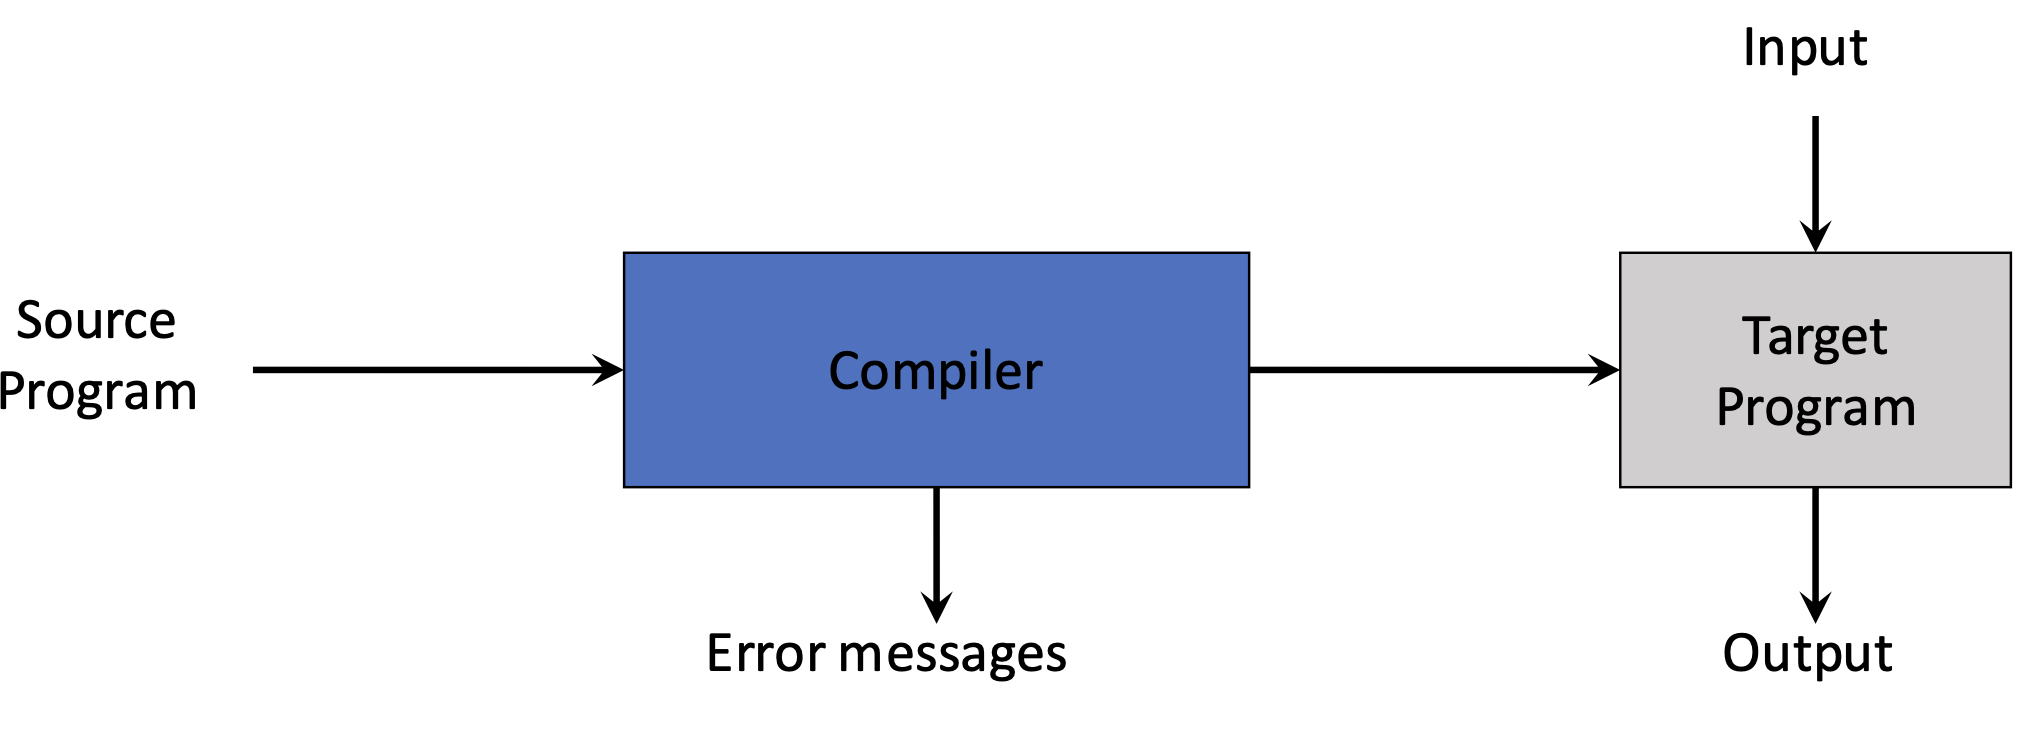 Input
Source
Program
Compiler
Target
Program
Error messages
Output